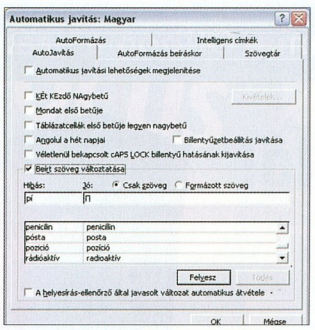 Automatikus javítás: Magyar
AutoFormázás Intelligens címkék
AutoJavítás AutoFormázás beíráskor Szövegtár
Automatikus javítási lehetőségek megjelenítése
KÉt KEzdő NAgybetű Kivételek...
Mondat első betűje
Táblázatcellák első betűje legyen nagybetű
Angolul a hét napjai Billentyűzetbeállítás javítása
Véletlenül bekapcsolt cAPS LOCK billentyű hatásának kijavítása
Beírt szöveg változtatása
Hibás: Jó: Csak szöveg Formázott szöveg
pí Π
penicílin penicilin
pósta posta
pozició pozíció
rádióaktív radioaktív
Felvesz Törlés
A helyesírás-ellenőrző által javasolt változat automatikus átvétele
OK Mégse